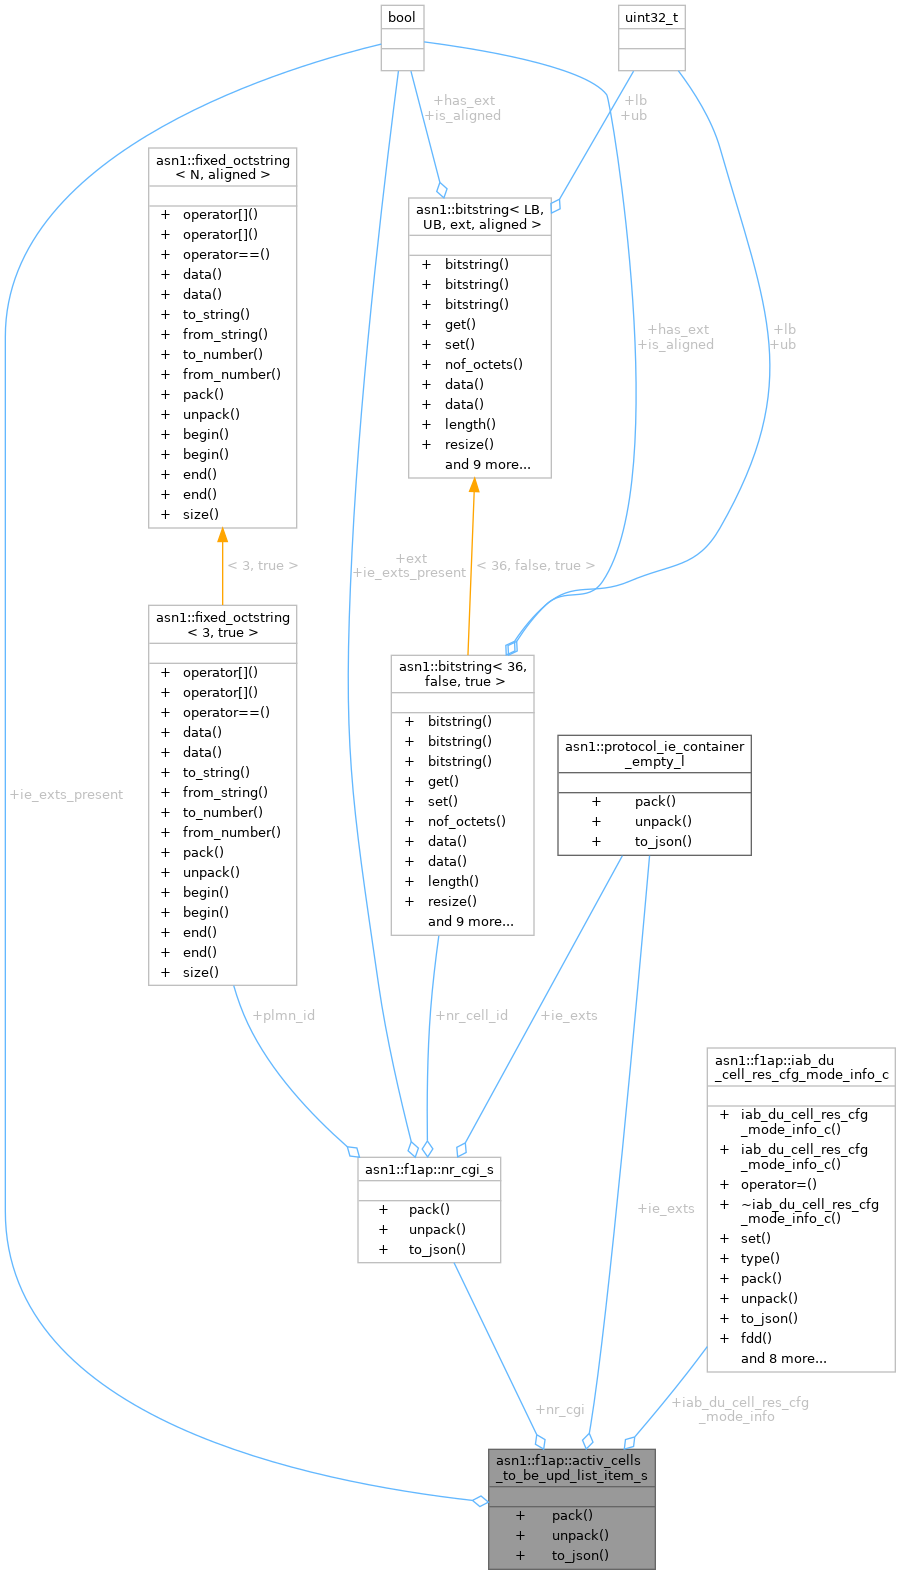 bool
uint32_t
+has_ext
+is_aligned
+lb
+ub
asn1::fixed_octstring
< N, aligned >
+ operator[]()
+ operator[]()
+ operator==()
+ data()
+ data()
+ to_string()
+ from_string()
+ to_number()
+ from_number()
+ pack()
+ unpack()
+ begin()
+ begin()
+ end()
+ end()
+ size()
asn1::bitstring< LB,
UB, ext, aligned >
+ bitstring()
+ bitstring()
+ bitstring()
+ get()
+ set()
+ nof_octets()
+ data()
+ data()
+ length()
+ resize()
and 9 more...
+has_ext
+is_aligned
+lb
+ub
< 3, true >
+ext
+ie_exts_present
< 36, false, true >
asn1::fixed_octstring
< 3, true >
+ operator[]()
+ operator[]()
+ operator==()
+ data()
+ data()
+ to_string()
+ from_string()
+ to_number()
+ from_number()
+ pack()
+ unpack()
+ begin()
+ begin()
+ end()
+ end()
+ size()
asn1::bitstring< 36,
false, true >
+ bitstring()
+ bitstring()
+ bitstring()
+ get()
+ set()
+ nof_octets()
+ data()
+ data()
+ length()
+ resize()
and 9 more...
asn1::protocol_ie_container
_empty_l
+ pack()
+ unpack()
+ to_json()
+ie_exts_present
+plmn_id
+nr_cell_id
+ie_exts
asn1::f1ap::iab_du
_cell_res_cfg_mode_info_c
+ iab_du_cell_res_cfg
_mode_info_c()
+ iab_du_cell_res_cfg
_mode_info_c()
+ operator=()
+ ~iab_du_cell_res_cfg
_mode_info_c()
+ set()
+ type()
+ pack()
+ unpack()
+ to_json()
+ fdd()
and 8 more...
asn1::f1ap::nr_cgi_s
+ pack()
+ unpack()
+ to_json()
+ie_exts
+nr_cgi
+iab_du_cell_res_cfg
_mode_info
asn1::f1ap::activ_cells
_to_be_upd_list_item_s
+ pack()
+ unpack()
+ to_json()